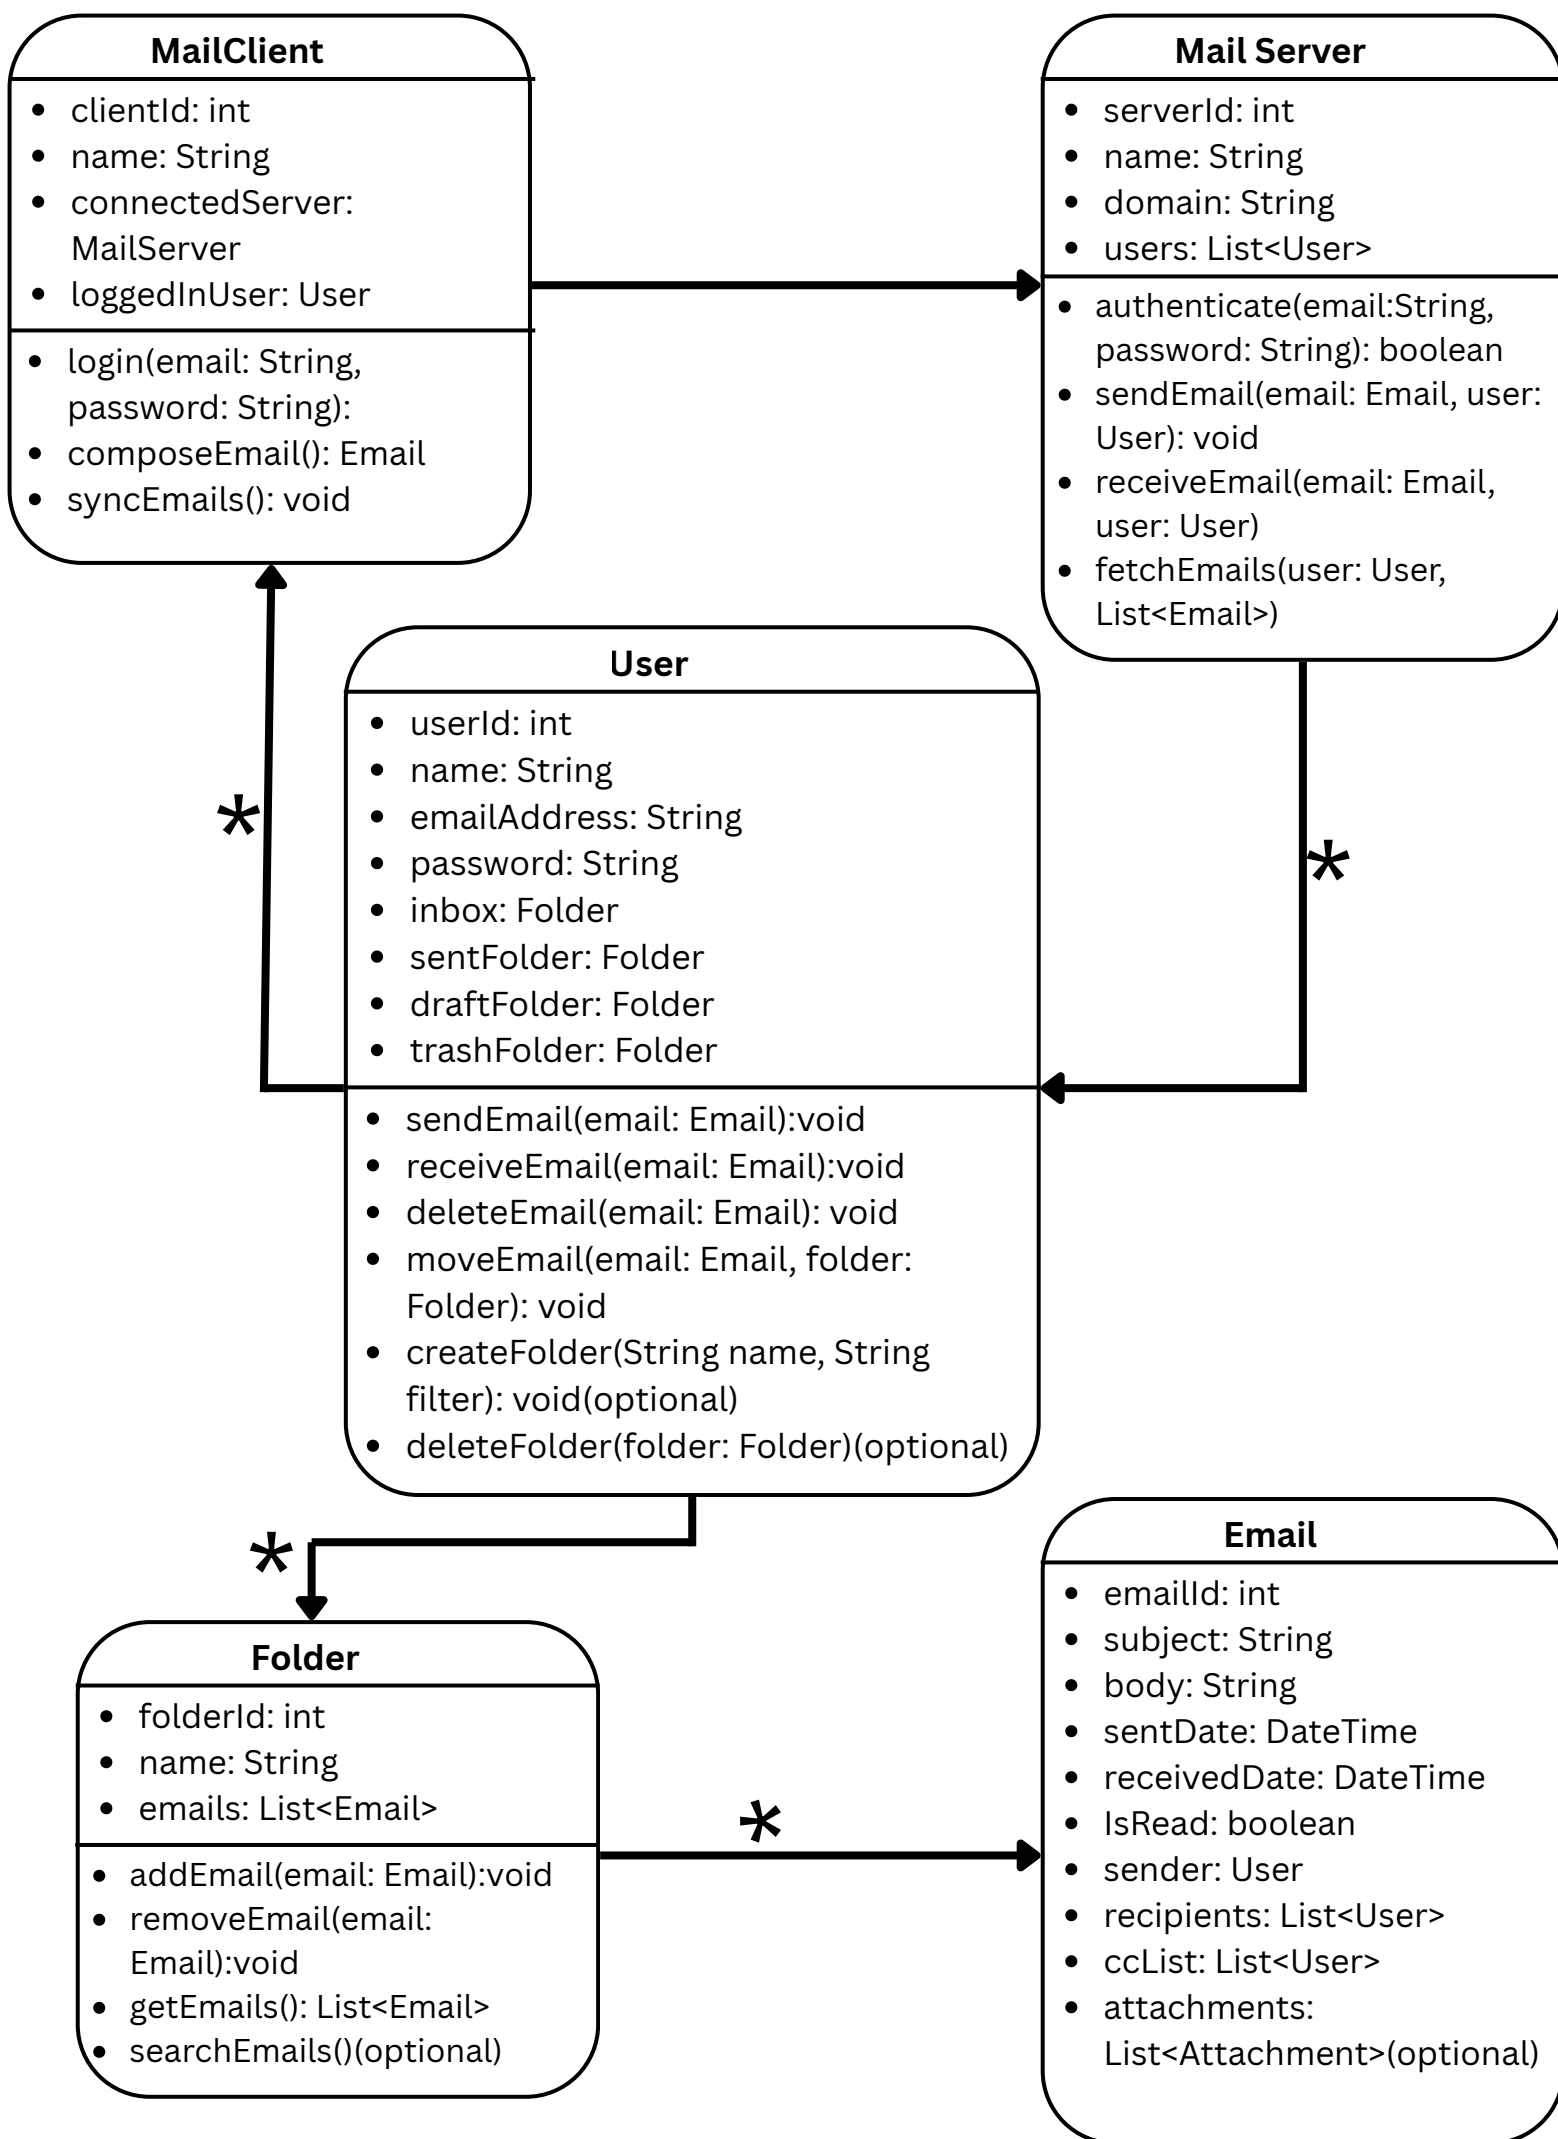 MailClient
• clientId: int
• name: String
• connectedServer:
MailServer
• loggedInUser: User
• login(email: String,
password: String):
• composeEmail(): Email
• syncEmails(): void
Mail Server
• serverId: int
• name: String
• domain: String
• users: List<User>
• authenticate(email:String,
password: String): boolean
• sendEmail(email: Email, user:
User): void
• receiveEmail(email: Email,
user: User)
• fetchEmails(user: User,
List<Email>)
User
• userId: int
• name: String
• emailAddress: String
• password: String
• inbox: Folder
• sentFolder: Folder
• draftFolder: Folder
• trashFolder: Folder
• sendEmail(email: Email):void
• receiveEmail(email: Email):void
• deleteEmail(email: Email): void
• moveEmail(email: Email, folder:
Folder): void
• createFolder(String name, String
filter): void(optional)
• deleteFolder(folder: Folder)(optional)
*
*
*
Folder
• folderId: int
• name: String
• emails: List<Email>
• addEmail(email: Email):void
• removeEmail(email:
Email):void
• getEmails(): List<Email>
• searchEmails()(optional)
*
Email
• emailId: int
• subject: String
• body: String
• sentDate: DateTime
• receivedDate: DateTime
• IsRead: boolean
• sender: User
• recipients: List<User>
• ccList: List<User>
• attachments:
List<Attachment>(optional)